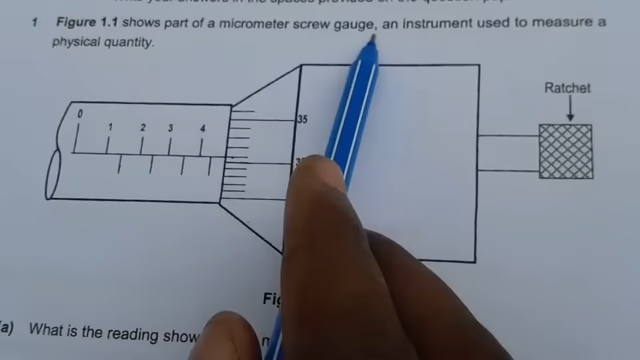 1 Figure 1.1 shows part of a micrometer screw gauge, an instrument used to measure a
physical quantity.
Ratchet
0
1 2 3 4
35
(a) What is the reading